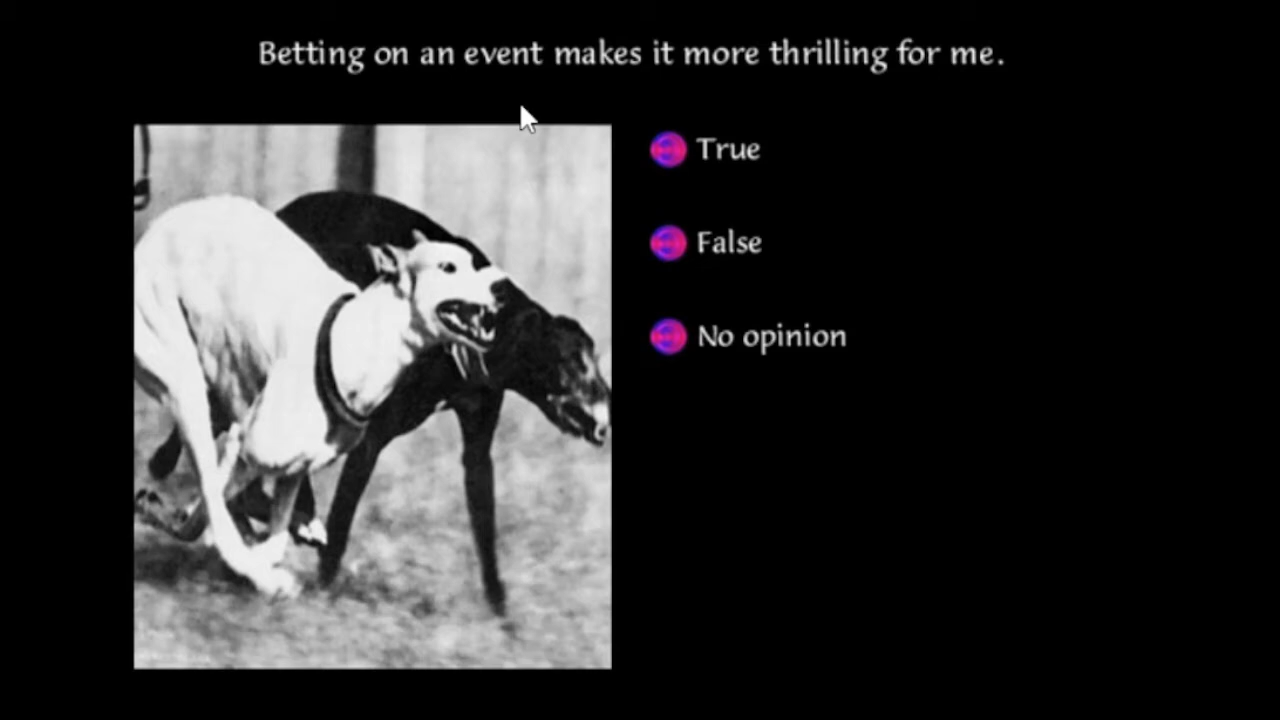 Betting on an event makes it more thrilling for me.
True
False
No opinion